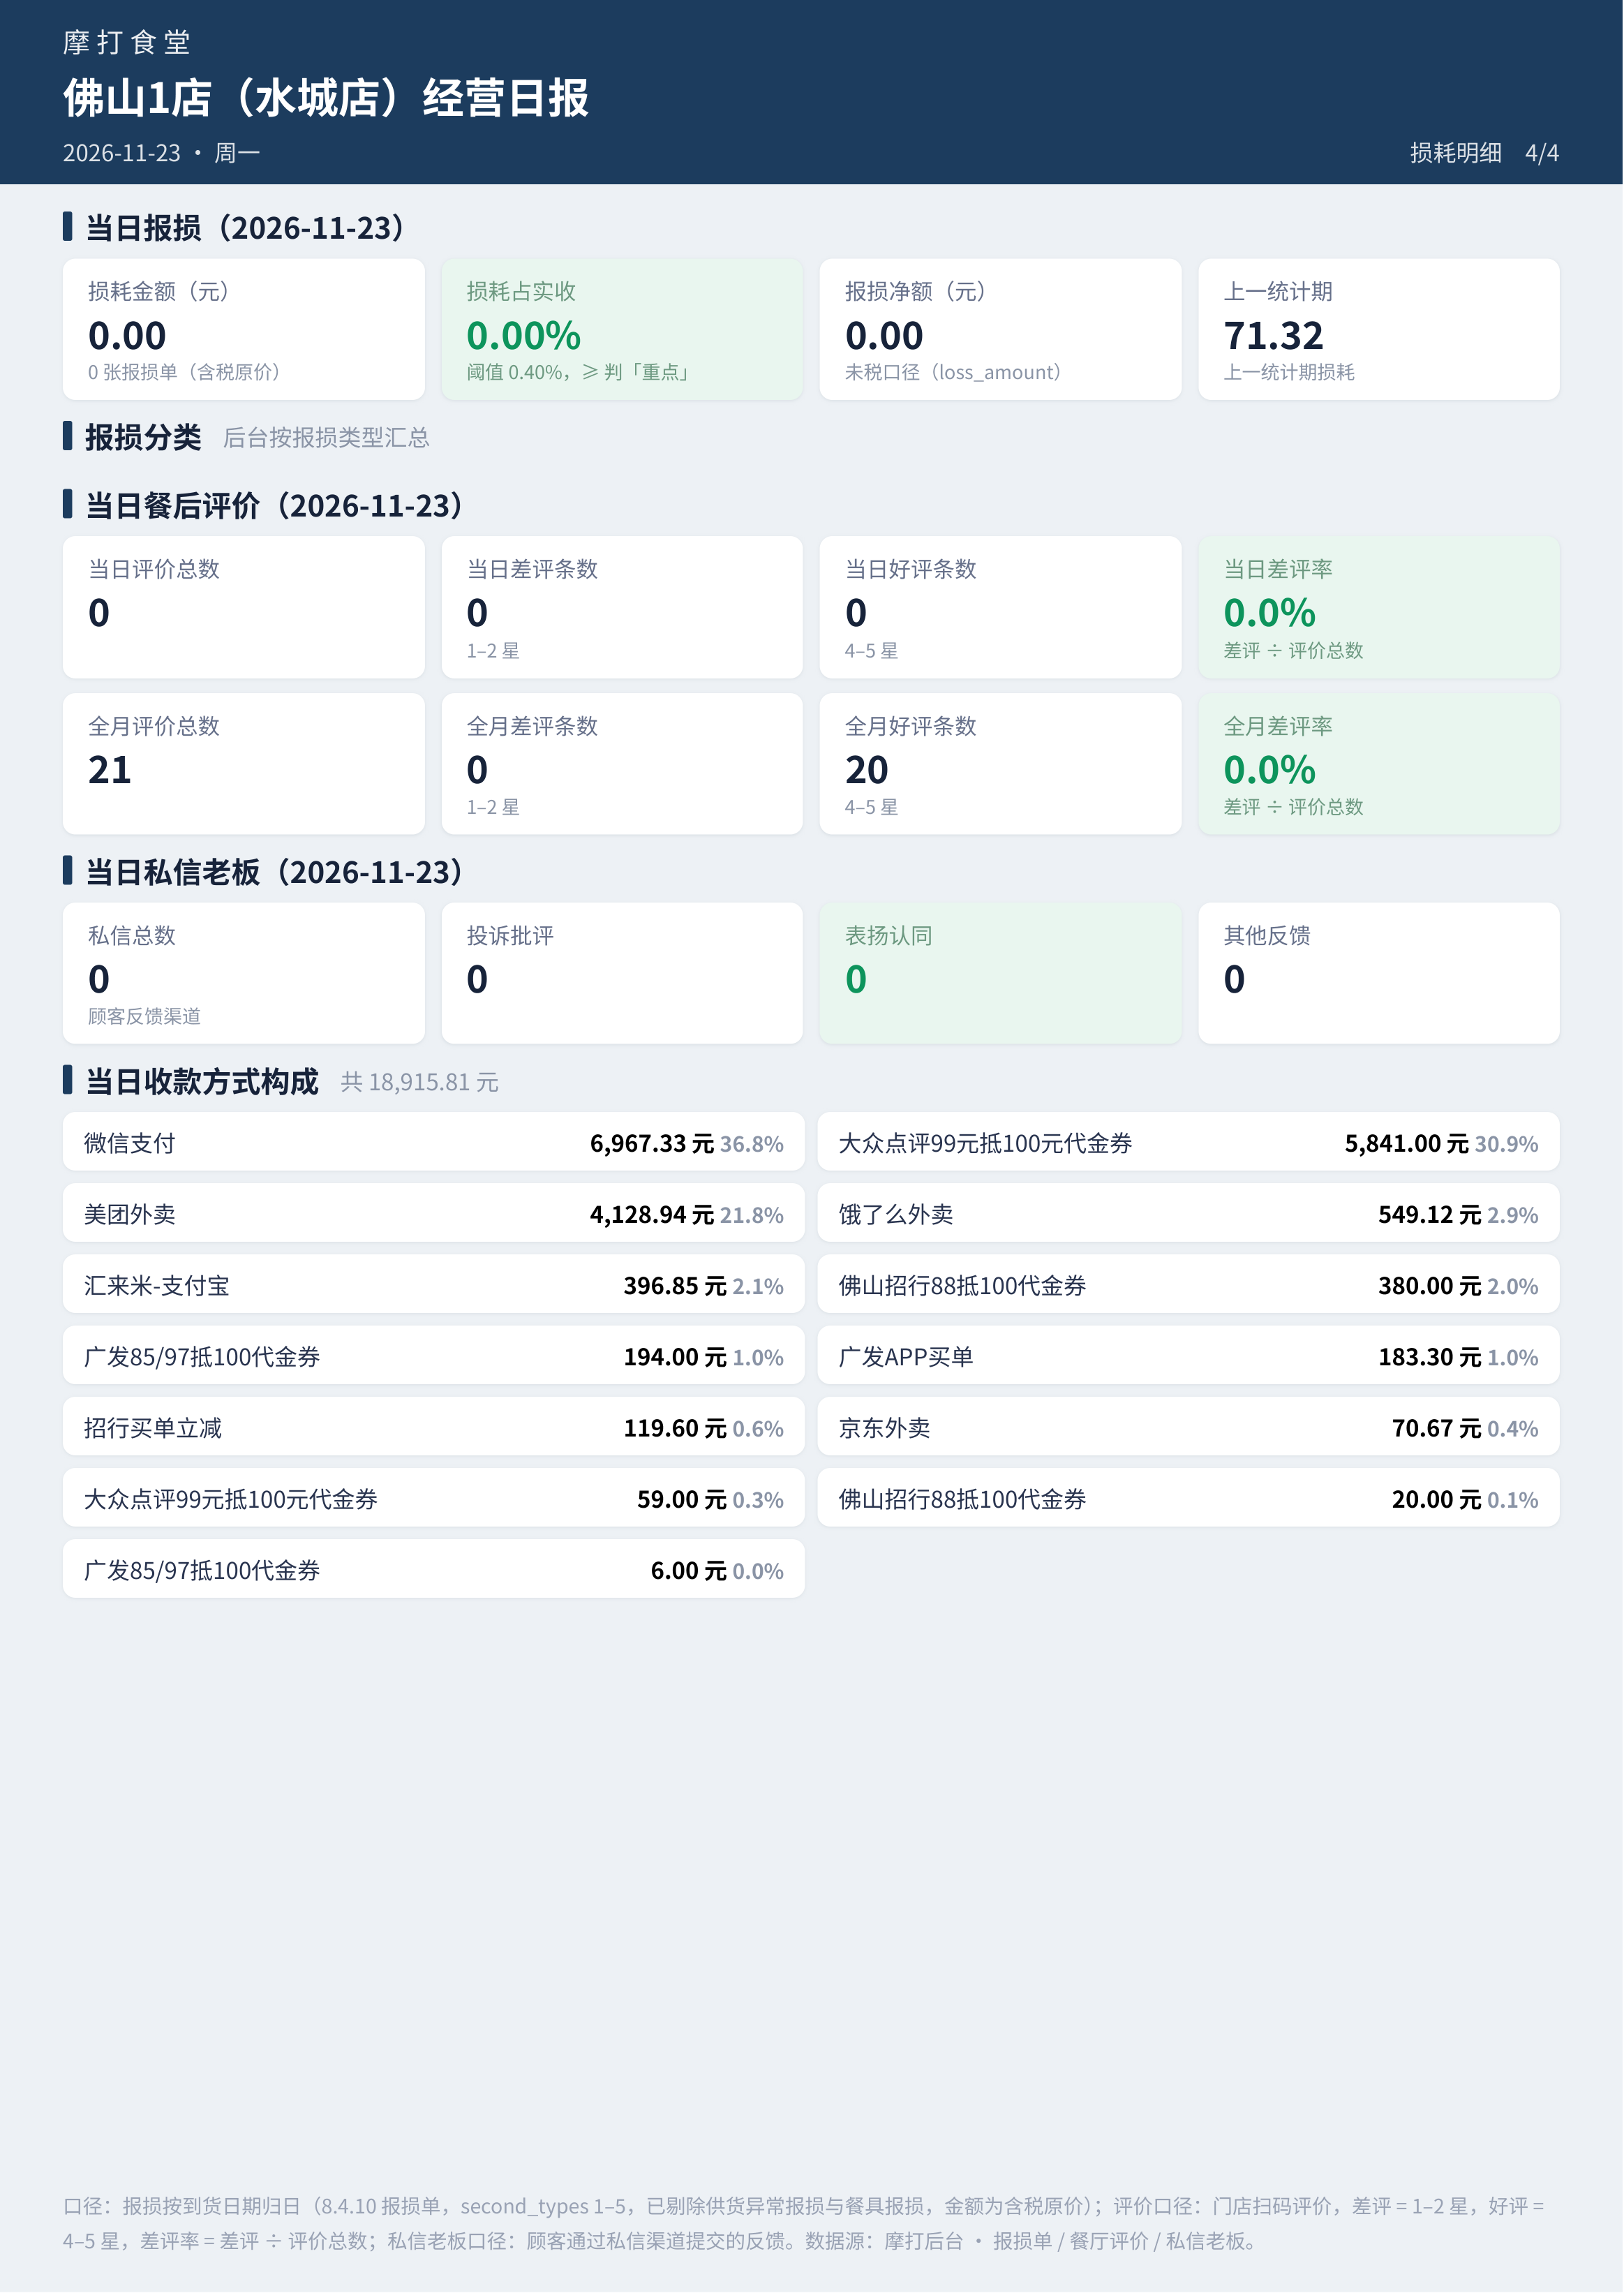 摩打食堂
佛山1店（水城店）经营日报
2026-11-23 · 周一
损耗明细 4/4
当日报损（2026-11-23）
损耗金额（元）
0.00
0 张报损单（含税原价）
损耗占实收
0.00%
阈值 0.40%，≥ 判「重点」
报损净额（元）
0.00
未税口径（loss_amount）
上一统计期
71.32
上一统计期损耗
报损分类 后台按报损类型汇总
当日餐后评价（2026-11-23）
当日评价总数
0
当日差评条数
0
1–2 星
当日好评条数
0
4–5 星
当日差评率
0.0%
差评 ÷ 评价总数
全月评价总数
21
全月差评条数
0
1–2 星
全月好评条数
20
4–5 星
全月差评率
0.0%
差评 ÷ 评价总数
当日私信老板（2026-11-23）
私信总数
0
顾客反馈渠道
投诉批评
0
表扬认同
0
其他反馈
0
当日收款方式构成 共 18,915.81 元
微信支付 6,967.33 元 36.8%
大众点评99元抵100元代金券 5,841.00 元 30.9%
美团外卖 4,128.94 元 21.8%
饿了么外卖 549.12 元 2.9%
汇来米-支付宝 396.85 元 2.1%
佛山招行88抵100代金券 380.00 元 2.0%
广发85/97抵100代金券 194.00 元 1.0%
广发APP买单 183.30 元 1.0%
招行买单立减 119.60 元 0.6%
京东外卖 70.67 元 0.4%
大众点评99元抵100元代金券 59.00 元 0.3%
佛山招行88抵100代金券 20.00 元 0.1%
广发85/97抵100代金券 6.00 元 0.0%
口径：报损按到货日期归日（8.4.10 报损单，second_types 1–5，已剔除供货异常报损与餐具报损，金额为含税原价）；评价口径：门店扫码评价，差评 = 1–2 星，好评 =
4–5 星，差评率 = 差评 ÷ 评价总数；私信老板口径：顾客通过私信渠道提交的反馈。数据源：摩打后台 · 报损单 / 餐厅评价 / 私信老板。